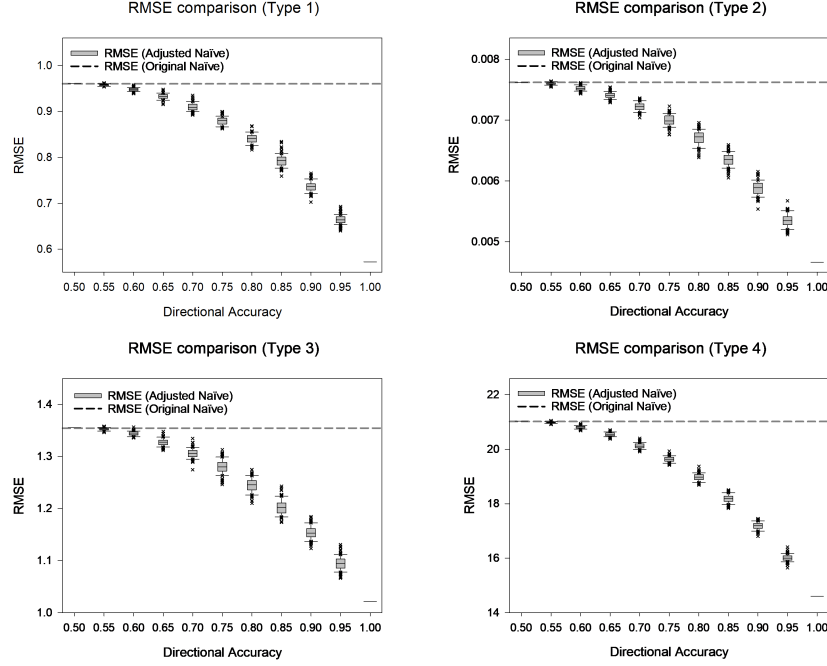 RMSE comparison (Type 1)
RMSE (Adjusted Naïve)
RMSE (Original Naïve)
1.0
0.9
0.8
0.7
0.6
RMSE
0.50 0.55 0.60 0.65 0.70 0.75 0.80 0.85 0.90 0.95 1.00
Directional Accuracy
RMSE comparison (Type 2)
RMSE (Adjusted Naïve)
RMSE (Original Naïve)
0.008
0.007
0.006
0.005
RMSE
0.50 0.55 0.60 0.65 0.70 0.75 0.80 0.85 0.90 0.95 1.00
Directional Accuracy
RMSE comparison (Type 3)
RMSE (Adjusted Naïve)
RMSE (Original Naïve)
1.4
1.3
1.2
1.1
1.0
RMSE
0.50 0.55 0.60 0.65 0.70 0.75 0.80 0.85 0.90 0.95 1.00
Directional Accuracy
RMSE comparison (Type 4)
RMSE (Adjusted Naïve)
RMSE (Original Naïve)
22
20
18
16
14
RMSE
0.50 0.55 0.60 0.65 0.70 0.75 0.80 0.85 0.90 0.95 1.00
Directional Accuracy